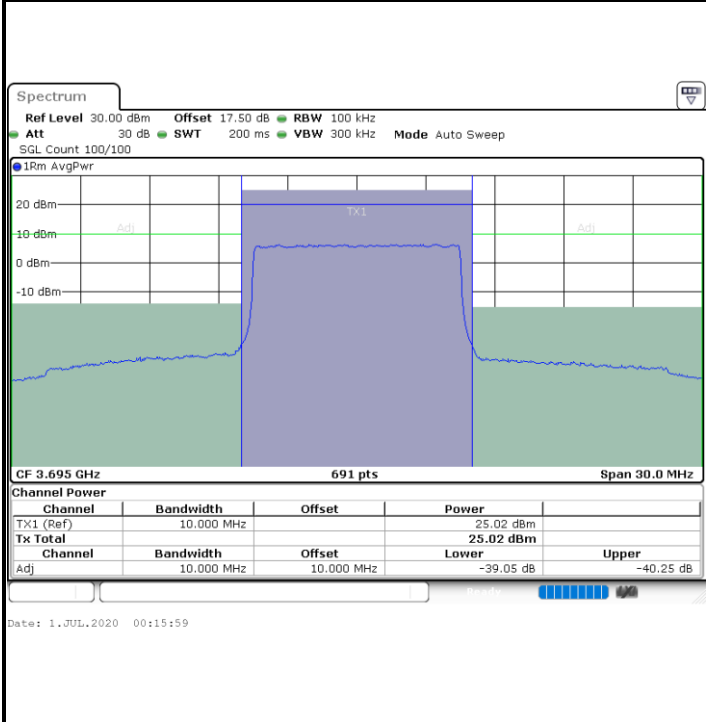 Spectrum
Ref Level 30.00 dBm Offset 17.50 dB RBW 100 kHz
Att 30 dB SWT 200 ms VBW 300 kHz Mode Auto Sweep
SGL Count 100/100
1Rm AvgPwr
20 dBm
TX1
Adj
Adj
10 dBm
0 dBm
-10 dBm
CF 3.695 GHz 691 pts Span 30.0 MHz
Channel Power
Channel Bandwidth Offset Power
TX1 (Ref) 10.000 MHz 25.02 dBm
Tx Total 25.02 dBm
Channel Bandwidth Offset Lower Upper
Adj 10.000 MHz 10.000 MHz -39.05 dB -40.25 dB
Ready
Date: 1.JUL.2020 00:15:59